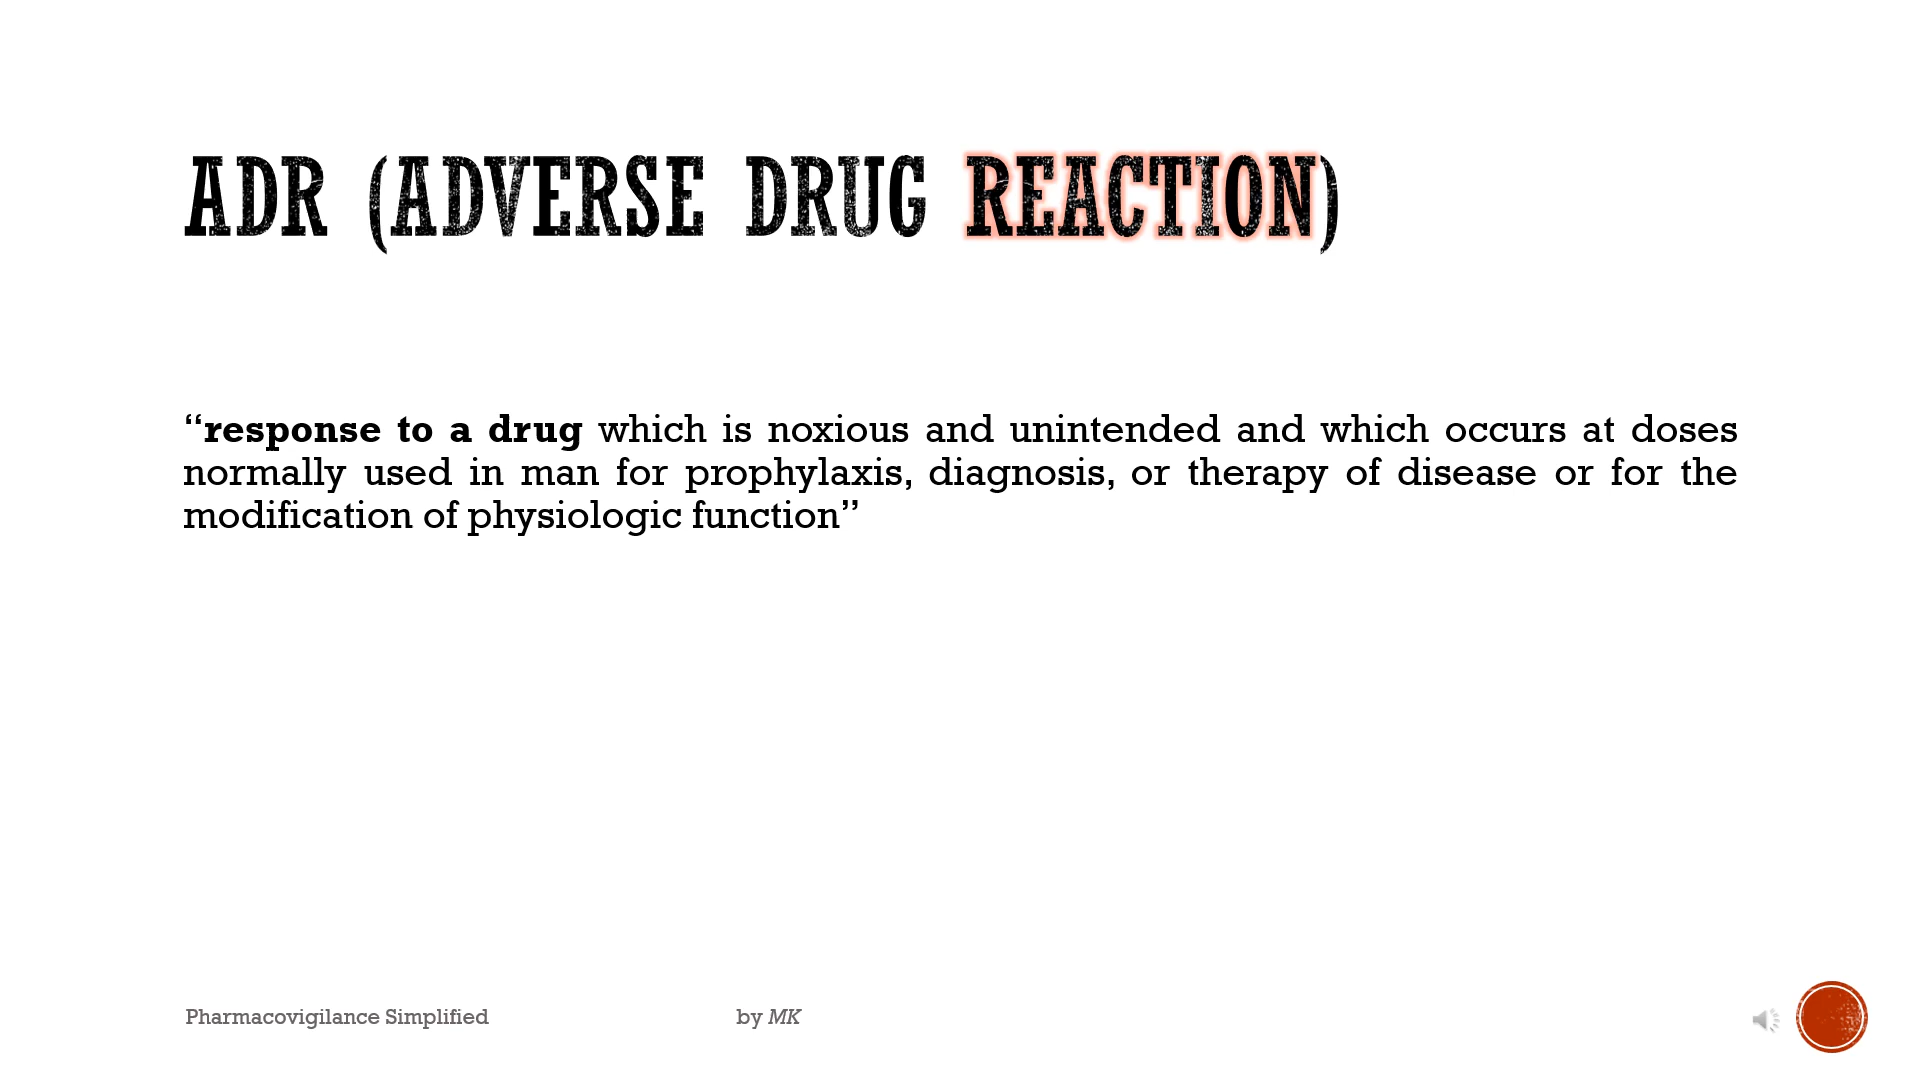 ADR (ADVERSE DRUG REACTION)
“response to a drug which is noxious and unintended and which occurs at doses
normally used in man for prophylaxis, diagnosis, or therapy of disease or for the
modification of physiologic function”
Pharmacovigilance Simplified by MK